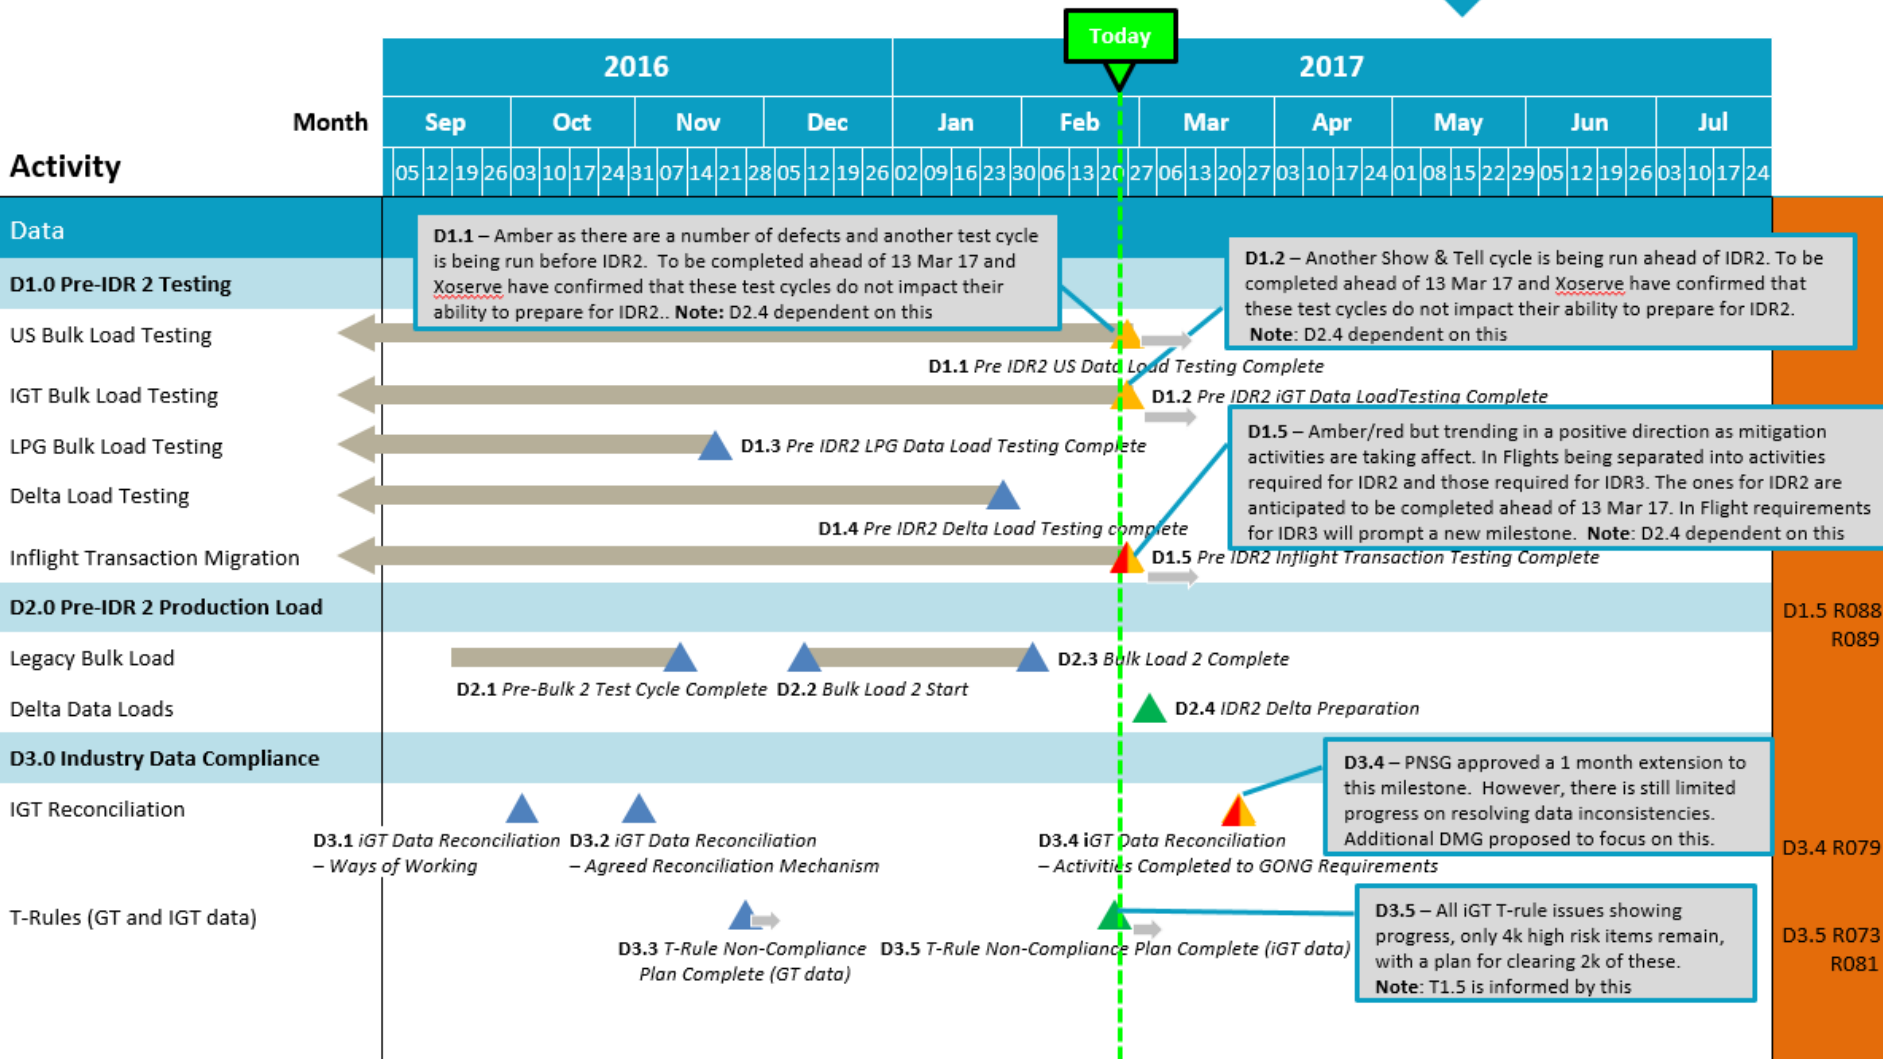 Today
2016
2017
Month
Sep
Oct
Nov
Dec
Jan
Feb
Mar
Apr
May
Jun
Jul
Activity
05 12 19 26 03 10 17 24 31 07 14 21 28 05 12 19 26 02 09 16 23 30 06 13 20 27 06 13 20 27 03 10 17 24 01 08 15 22 29 05 12 19 26 03 10 17 24
Data
D1.1 – Amber as there are a number of defects and another test cycle
is being run before IDR2. To be completed ahead of 13 Mar 17 and
Xoserve have confirmed that these test cycles do not impact their
ability to prepare for IDR2.. Note: D2.4 dependent on this
D1.2 – Another Show & Tell cycle is being run ahead of IDR2. To be
completed ahead of 13 Mar 17 and Xoserve have confirmed that
these test cycles do not impact their ability to prepare for IDR2.
Note: D2.4 dependent on this
D1.0 Pre-IDR 2 Testing
US Bulk Load Testing
D1.1 Pre IDR2 US Data Load Testing Complete
IGT Bulk Load Testing
D1.2 Pre IDR2 iGT Data LoadTesting Complete
LPG Bulk Load Testing
D1.3 Pre IDR2 LPG Data Load Testing Complete
D1.5 – Amber/red but trending in a positive direction as mitigation
activities are taking affect. In Flights being separated into activities
required for IDR2 and those required for IDR3. The ones for IDR2 are
anticipated to be completed ahead of 13 Mar 17. In Flight requirements
for IDR3 will prompt a new milestone. Note: D2.4 dependent on this
Delta Load Testing
D1.4 Pre IDR2 Delta Load Testing complete
Inflight Transaction Migration
D1.5 Pre IDR2 Inflight Transaction Testing Complete
D2.0 Pre-IDR 2 Production Load
D1.5 R088
R089
Legacy Bulk Load
D2.3 Bulk Load 2 Complete
D2.1 Pre-Bulk 2 Test Cycle Complete
D2.2 Bulk Load 2 Start
Delta Data Loads
D2.4 IDR2 Delta Preparation
D3.0 Industry Data Compliance
D3.4 – PNSG approved a 1 month extension to
this milestone. However, there is still limited
progress on resolving data inconsistencies.
Additional DMG proposed to focus on this.
IGT Reconciliation
D3.1 iGT Data Reconciliation
– Ways of Working
D3.2 iGT Data Reconciliation
– Agreed Reconciliation Mechanism
D3.4 iGT Data Reconciliation
– Activities Completed to GONG Requirements
D3.4 R079
T-Rules (GT and IGT data)
D3.3 T-Rule Non-Compliance
Plan Complete (GT data)
D3.5 T-Rule Non-Compliance Plan Complete (iGT data)
D3.5 – All iGT T-rule issues showing
progress, only 4k high risk items remain,
with a plan for clearing 2k of these.
Note: T1.5 is informed by this
D3.5 R073
R081